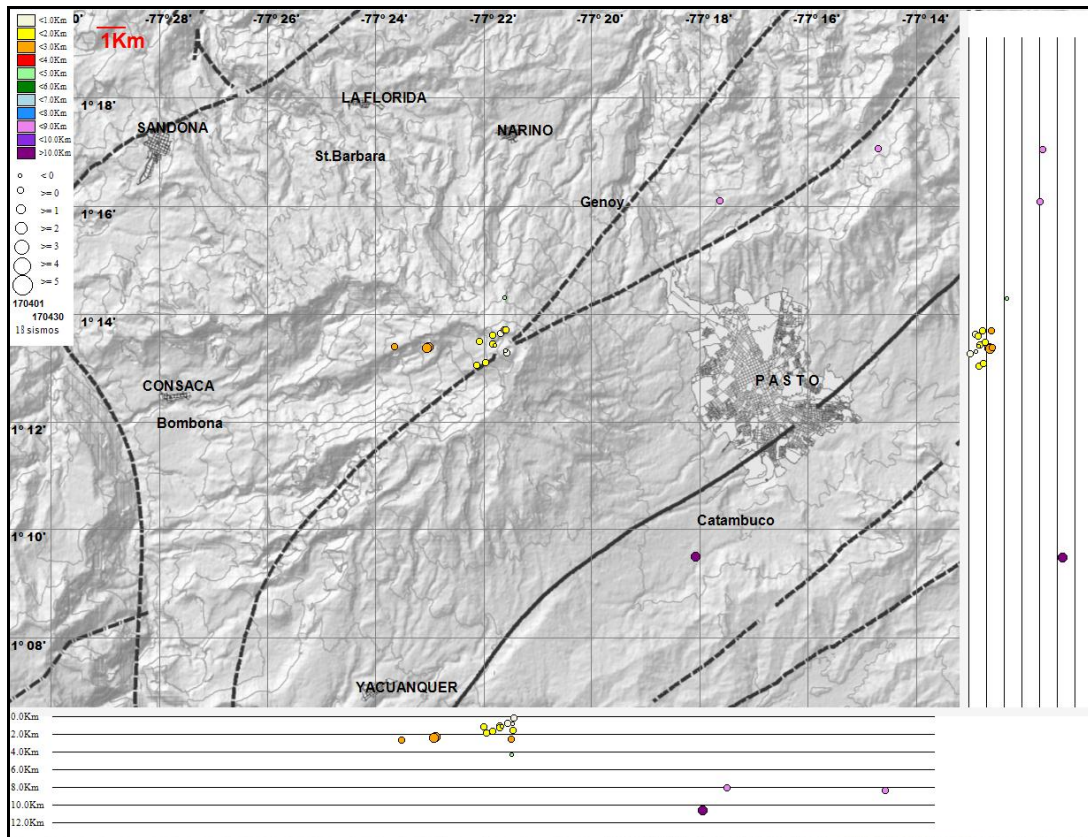 0' -77° 28' -77° 26' -77° 24' -77° 22' -77° 20' -77° 18' -77° 16' -77° 14'
1Km
<1.0Km
<2.0Km
<3.0Km
<4.0Km
<5.0Km
<6.0Km
<7.0Km
<8.0Km
<9.0Km
<10.0Km
>10.0Km
< 0
>= 0
>= 1
>= 2
>= 3
>= 4
>= 5
170401
170430
18 sismos
1° 18'
1° 16'
1° 14'
1° 12'
1° 10'
1° 08'
LA FLORIDA
SANDONA
NARINO
St.Barbara
Genoy
CONSACA
PASTO
Bombona
Catambuco
YACUANQUER
0.0Km
2.0Km
4.0Km
6.0Km
8.0Km
10.0Km
12.0Km